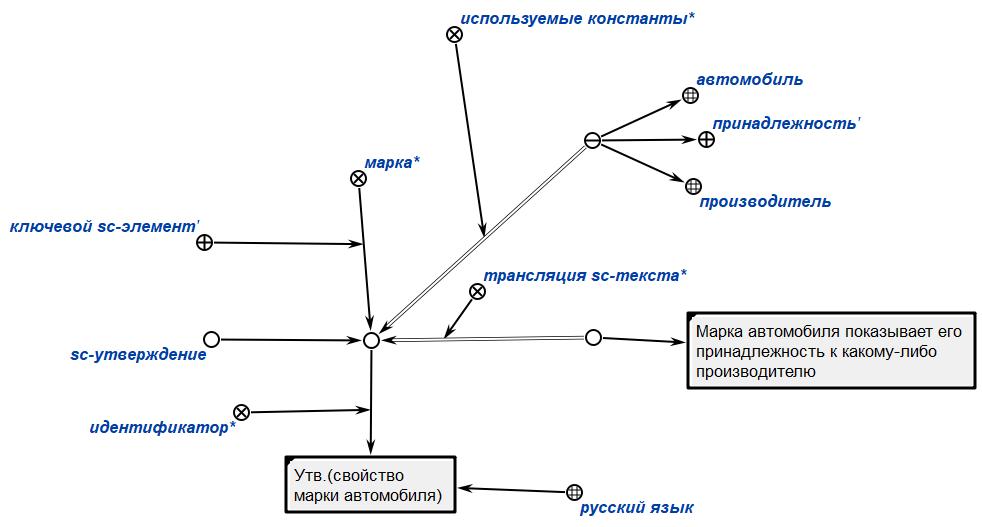 используемые константы*
автомобиль
принадлежность'
марка*
производитель
ключевой sc-элемент'
трансляция sc-текста*
Марка автомобиля показывает его
принадлежность к какому-либо
производителю
sc-утверждение
идентификатор*
Утв.(свойство
марки автомобиля)
русский язык